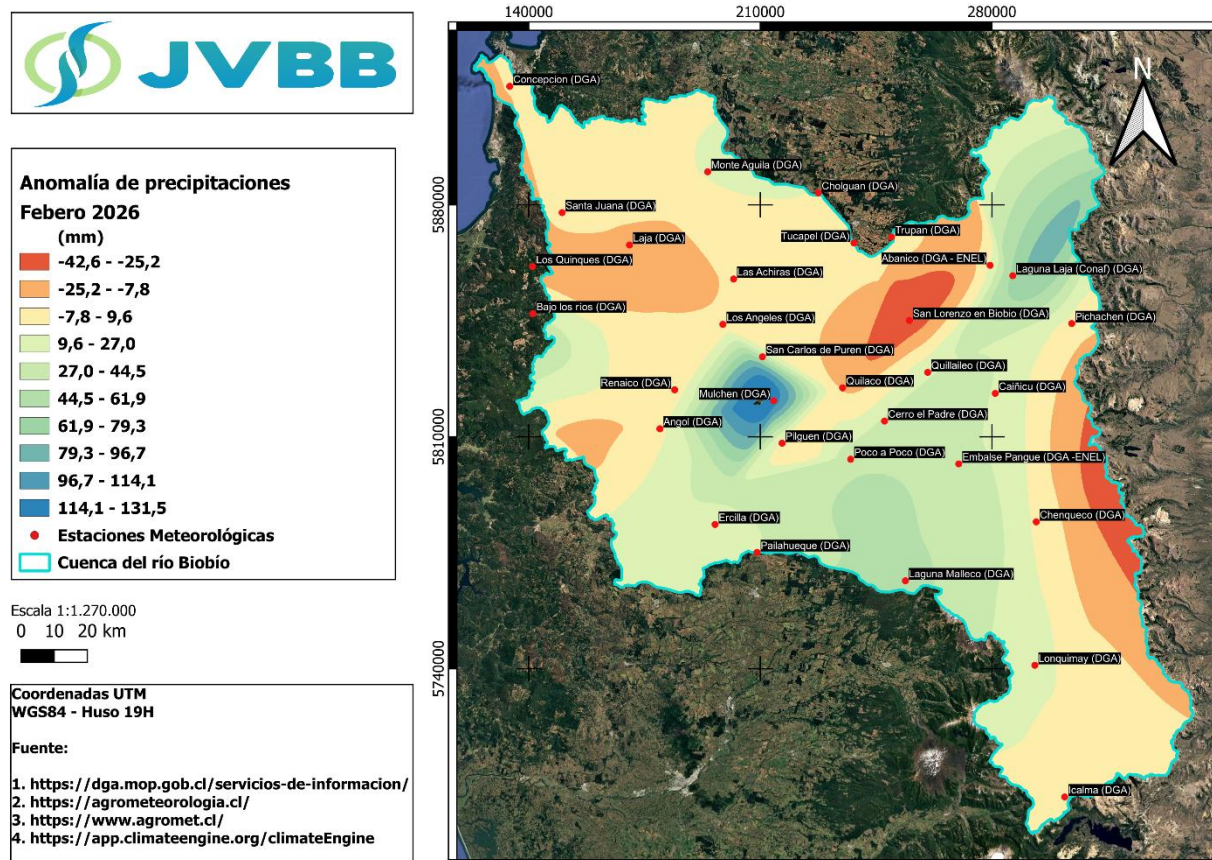 JVBB
Anomalía de precipitaciones
Febero 2026
(mm)
-42,6 - -25,2
-25,2 - -7,8
-7,8 - 9,6
9,6 - 27,0
27,0 - 44,5
44,5 - 61,9
61,9 - 79,3
79,3 - 96,7
96,7 - 114,1
114,1 - 131,5
Estaciones Meteorológicas
Cuenca del río Biobío
Escala 1:1.270.000
0 10 20 km
Coordenadas UTM
WGS84 - Huso 19H
Fuente:
1. https://dga.mop.gob.cl/servicios-de-informacion/
2. https://agrometeorologia.cl/
3. https://www.agromet.cl/
4. https://app.climateengine.org/climateEngine
140000 210000 280000
5880000
5810000
5740000
N
Concepcion (DGA)
Monte Aguila (DGA)
Cholguan (DGA)
Santa Juana (DGA)
Trupan (DGA)
Laja (DGA)
Tucapel (DGA)
Abanico (DGA - ENEL)
Los Quinques (DGA)
Laguna Laja (Conaf) (DGA)
Las Achiras (DGA)
Bajo los rios (DGA)
San Lorenzo en Biobio (DGA)
Pichachen (DGA)
Los Angeles (DGA)
San Carlos de Puren (DGA)
Quillaileo (DGA)
Renaico (DGA)
Quilaco (DGA)
Caiñicu (DGA)
Mulchen (DGA)
Cerro el Padre (DGA)
Angol (DGA)
Pilguen (DGA)
Poco a Poco (DGA)
Embalse Pangue (DGA -ENEL)
Ercilla (DGA)
Chenqueco (DGA)
Pailahueque (DGA)
Laguna Malleco (DGA)
Lonquimay (DGA)
Icalma (DGA)